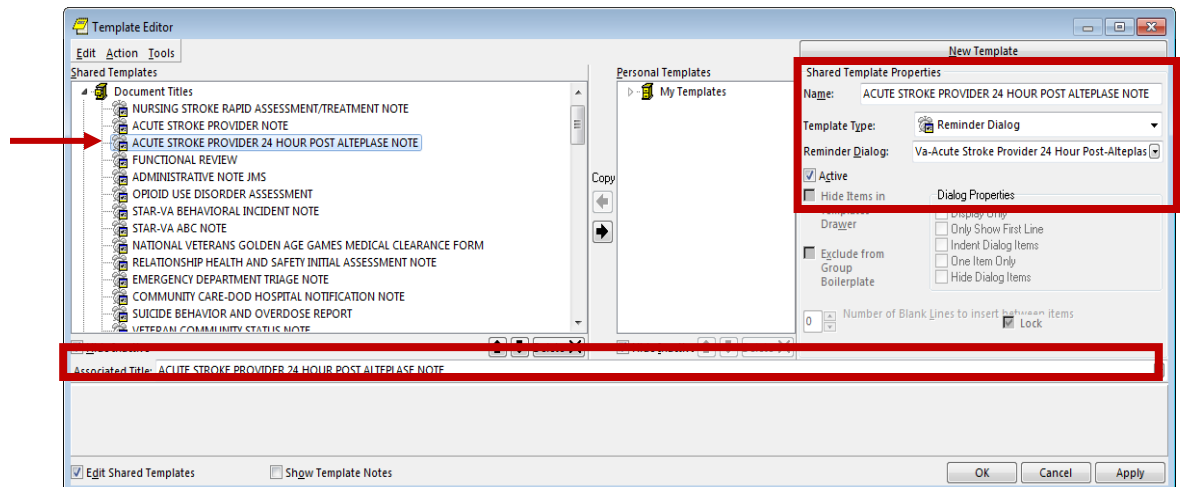 Template Editor
Edit Action Tools
New Template
Shared Templates
Document Titles
NURSING STROKE RAPID ASSESSMENT/TREATMENT NOTE
ACUTE STROKE PROVIDER NOTE
ACUTE STROKE PROVIDER 24 HOUR POST ALTEPLASE NOTE
FUNCTIONAL REVIEW
ADMINISTRATIVE NOTE JMS
OPIOID USE DISORDER ASSESSMENT
STAR-VA BEHAVIORAL INCIDENT NOTE
STAR-VA ABC NOTE
NATIONAL VETERANS GOLDEN AGE GAMES MEDICAL CLEARANCE FORM
RELATIONSHIP HEALTH AND SAFETY INITIAL ASSESSMENT NOTE
EMERGENCY DEPARTMENT TRIAGE NOTE
COMMUNITY CARE-DOD HOSPITAL NOTIFICATION NOTE
SUICIDE BEHAVIOR AND OVERDOSE REPORT
VETERAN COMMUNITY STATUS NOTE
Copy
Personal Templates
My Templates
Shared Template Properties
Name: ACUTE STROKE PROVIDER 24 HOUR POST ALTEPLASE NOTE
Template Type: Reminder Dialog
Reminder Dialog: Va-Acute Stroke Provider 24 Hour Post-Alteplas
Active
Hide Items in
Templates
Drawer
Exclude from
Group
Boilerplate
Dialog Properties
Display Only
Only Show First Line
Indent Dialog Items
One Item Only
Hide Dialog Items
0 Number of Blank Lines to insert between items
Lock
Associated Title: ACUTE STROKE PROVIDER 24 HOUR POST ALTEPLASE NOTE
Edit Shared Templates
Show Template Notes
OK Cancel Apply